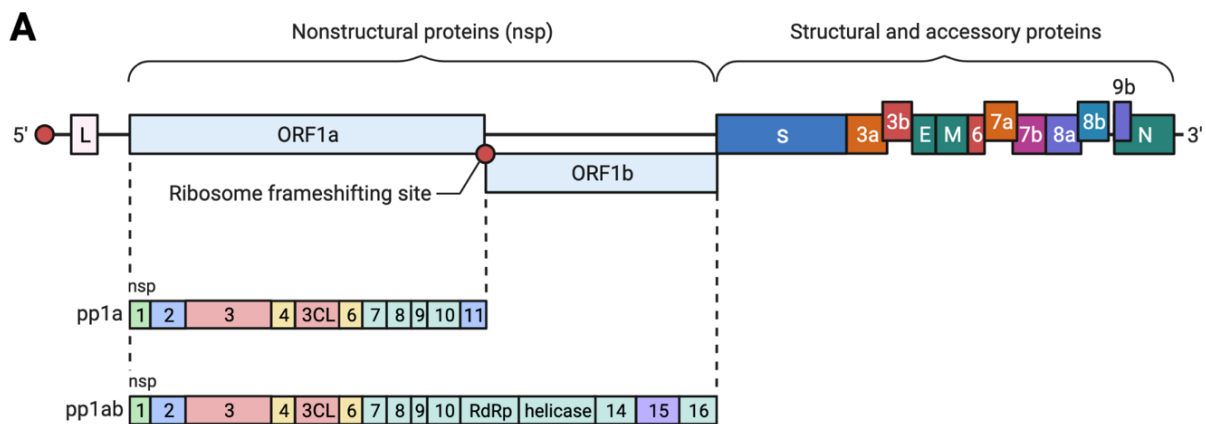 A
Nonstructural proteins (nsp)
Structural and accessory proteins
9b
5' L ORF1a S 3a 3b E M 6 7a 7b 8a 8b N 3'
ORF1b
Ribosome frameshifting site
nsp
pp1a 1 2 3 4 3CL 6 7 8 9 10 11
nsp
pp1ab 1 2 3 4 3CL 6 7 8 9 10 RdRp helicase 14 15 16